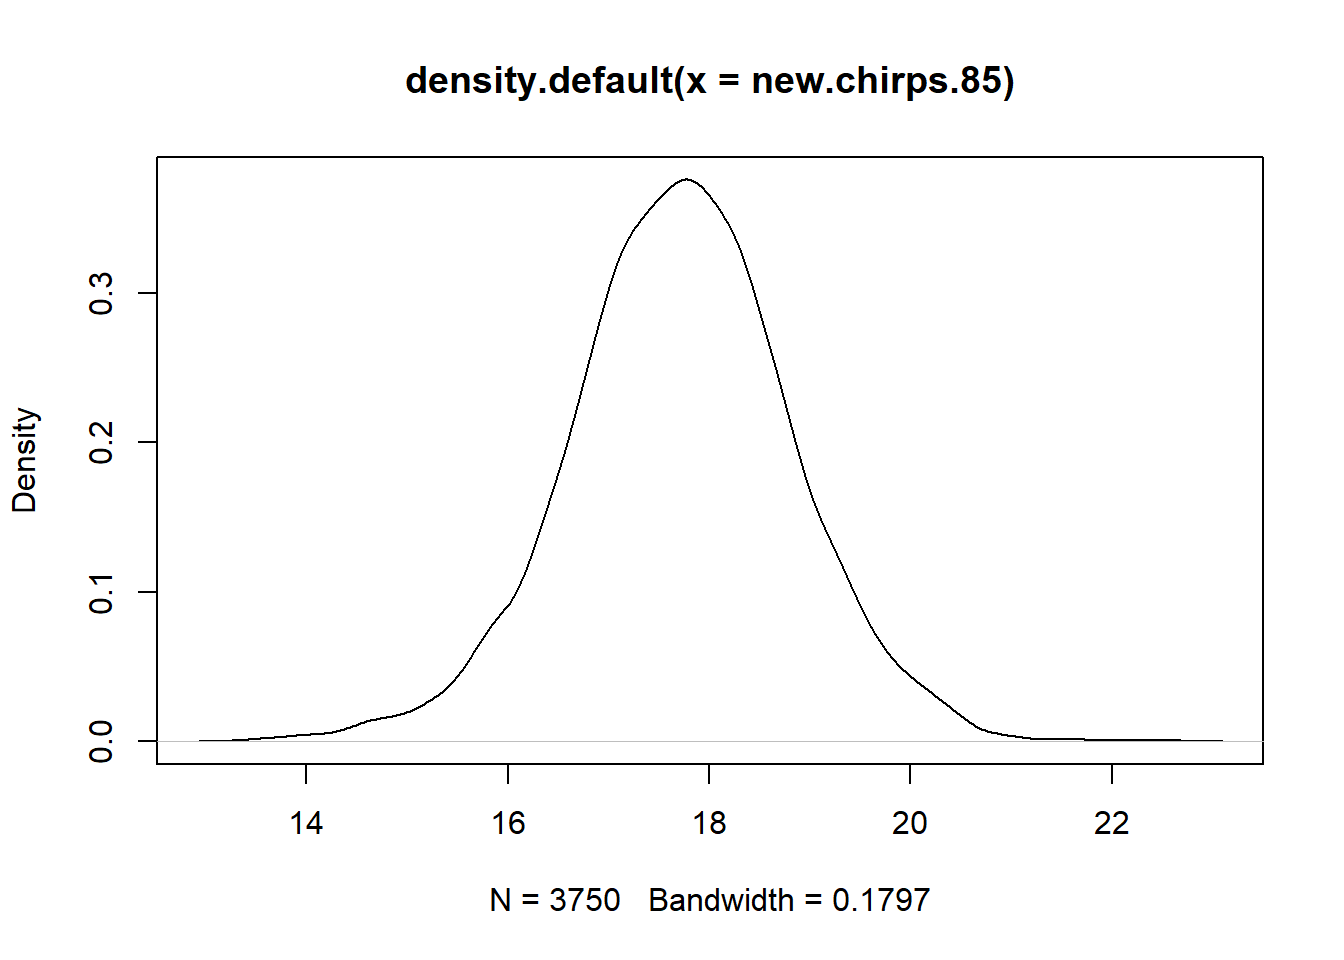 density.default(x = new.chirps.85)
Density
0.3
0.2
0.1
0.0
14 16 18 20 22
N = 3750 Bandwidth = 0.1797